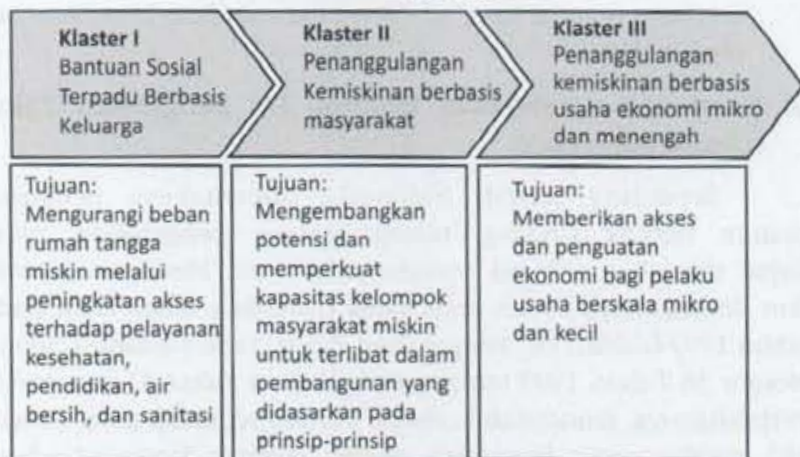 Klaster I
Bantuan Sosial
Terpadu Berbasis
Keluarga
Klaster II
Penanggulangan
Kemiskinan berbasis
masyarakat
Klaster III
Penanggulangan
kemiskinan berbasis
usaha ekonomi mikro
dan menengah
Tujuan:
Mengurangi beban
rumah tangga
miskin melalui
peningkatan akses
terhadap pelayanan
kesehatan,
pendidikan, air
bersih, dan sanitasi
Tujuan:
Mengembangkan
potensi dan
memperkuat
kapasitas kelompok
masyarakat miskin
untuk terlibat dalam
pembangunan yang
didasarkan pada
prinsip-prinsip
Tujuan:
Memberikan akses
dan penguatan
ekonomi bagi pelaku
usaha berskala mikro
dan kecil